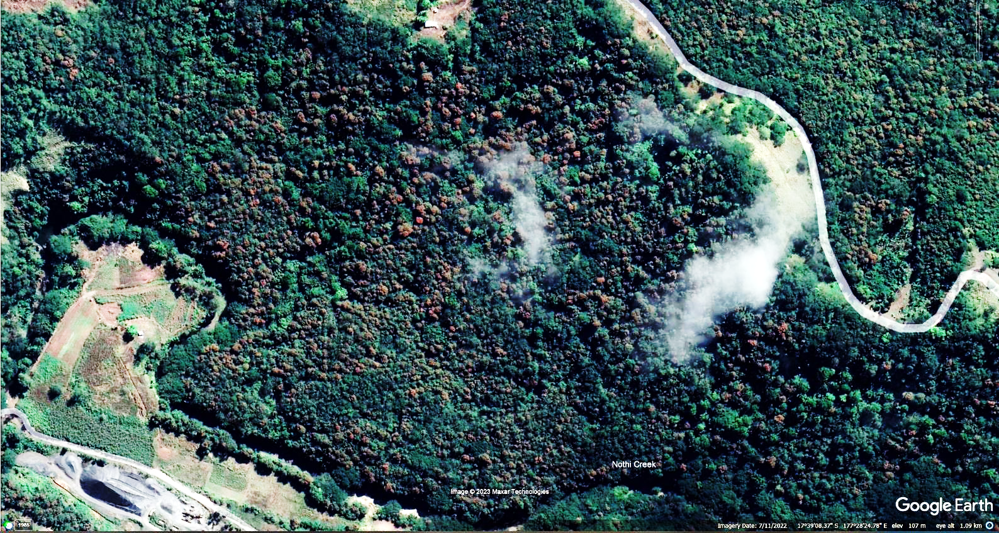 Nothi Creek
Image © 2023 Maxar Technologies
Google Earth
1985
Imagery Date: 7/11/2022 17°39'08.37" S 177°28'24.78" E elev 107 m eye alt 1.09 km